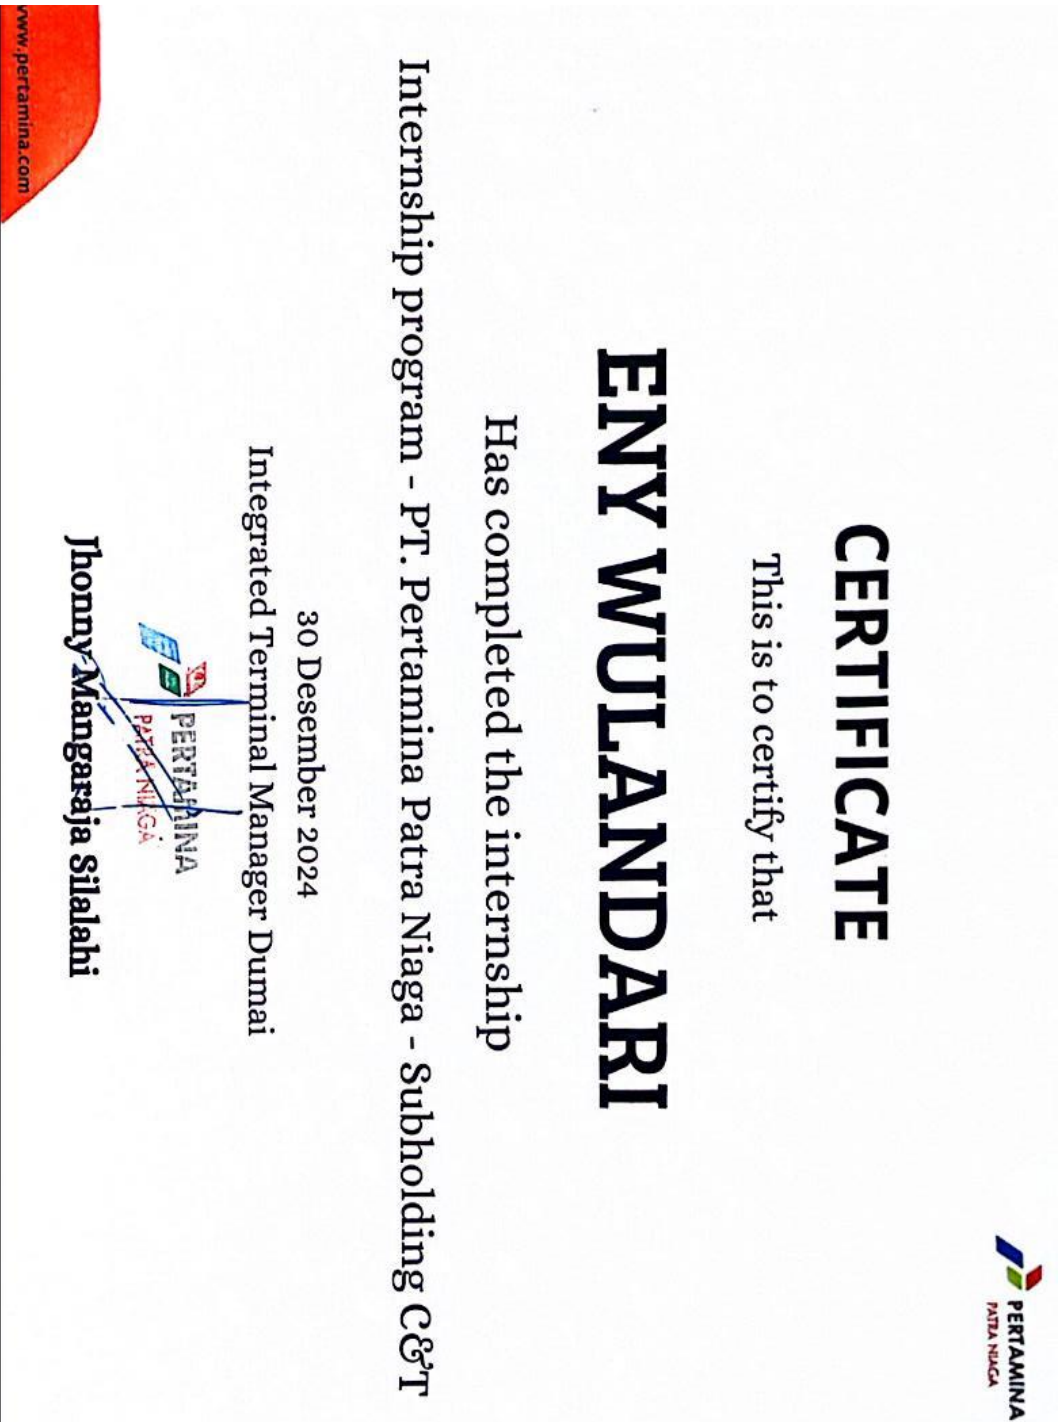 PERTAMINA
PATRA NIAGA
CERTIFICATE
This is to certify that
ENY WULANDARI
Has completed the internship
Internship program - PT. Pertamina Patra Niaga - Subholding C&T
30 Desember 2024
Integrated Terminal Manager Dumai
PERTAMINA
PATRA NIAGA
Jhonny Mangaraja Silalahi
www.pertamina.com